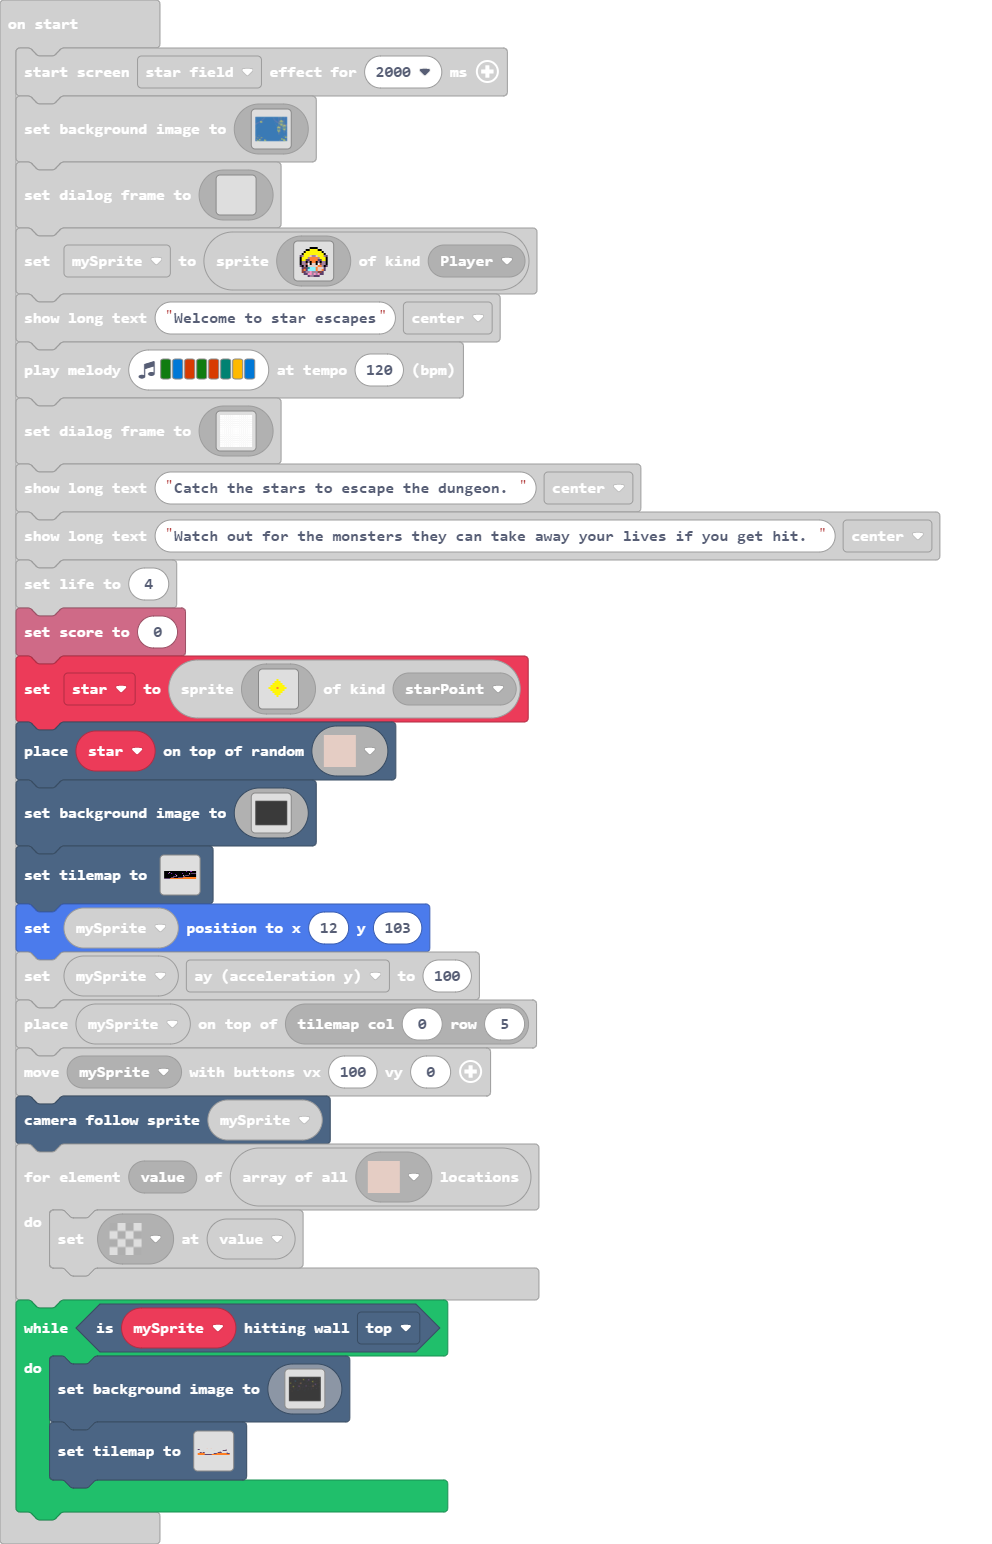 on start
start screen star field effect for 2000 ms
set background image to
set dialog frame to
set mySprite to sprite of kind Player
show long text "Welcome to star escapes" center
play melody at tempo 120 (bpm)
set dialog frame to
show long text "Catch the stars to escape the dungeon. " center
show long text "Watch out for the monsters they can take away your lives if you get hit. " center
set life to 4
set score to 0
set star to sprite of kind starPoint
place star on top of random
set background image to
set tilemap to
set mySprite position to x 12 y 103
set mySprite ay (acceleration y) to 100
place mySprite on top of tilemap col 0 row 5
move mySprite with buttons vx 100 vy 0
camera follow sprite mySprite
for element value of array of all locations
do
set at value
while is mySprite hitting wall top
do
set background image to
set tilemap to